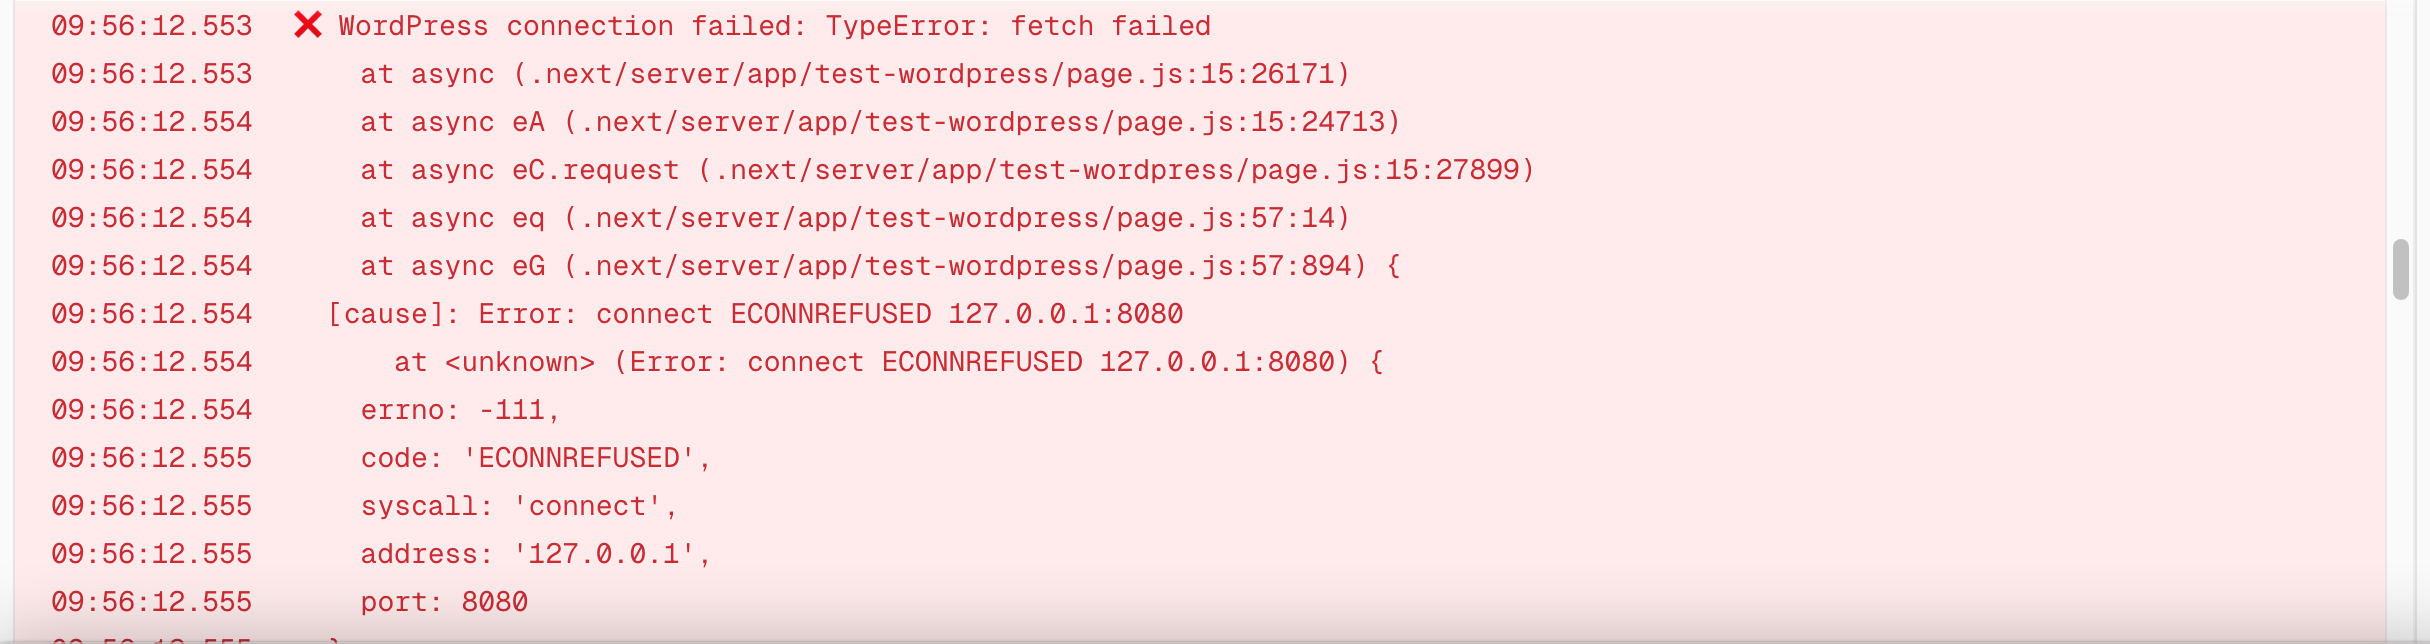 09:56:12.553 ❌ WordPress connection failed: TypeError: fetch failed
09:56:12.553 at async (.next/server/app/test-wordpress/page.js:15:26171)
09:56:12.554 at async eA (.next/server/app/test-wordpress/page.js:15:24713)
09:56:12.554 at async eC.request (.next/server/app/test-wordpress/page.js:15:27899)
09:56:12.554 at async eq (.next/server/app/test-wordpress/page.js:57:14)
09:56:12.554 at async eG (.next/server/app/test-wordpress/page.js:57:894) {
09:56:12.554 [cause]: Error: connect ECONNREFUSED 127.0.0.1:8080
09:56:12.554 at <unknown> (Error: connect ECONNREFUSED 127.0.0.1:8080) {
09:56:12.554 errno: -111,
09:56:12.555 code: 'ECONNREFUSED',
09:56:12.555 syscall: 'connect',
09:56:12.555 address: '127.0.0.1',
09:56:12.555 port: 8080